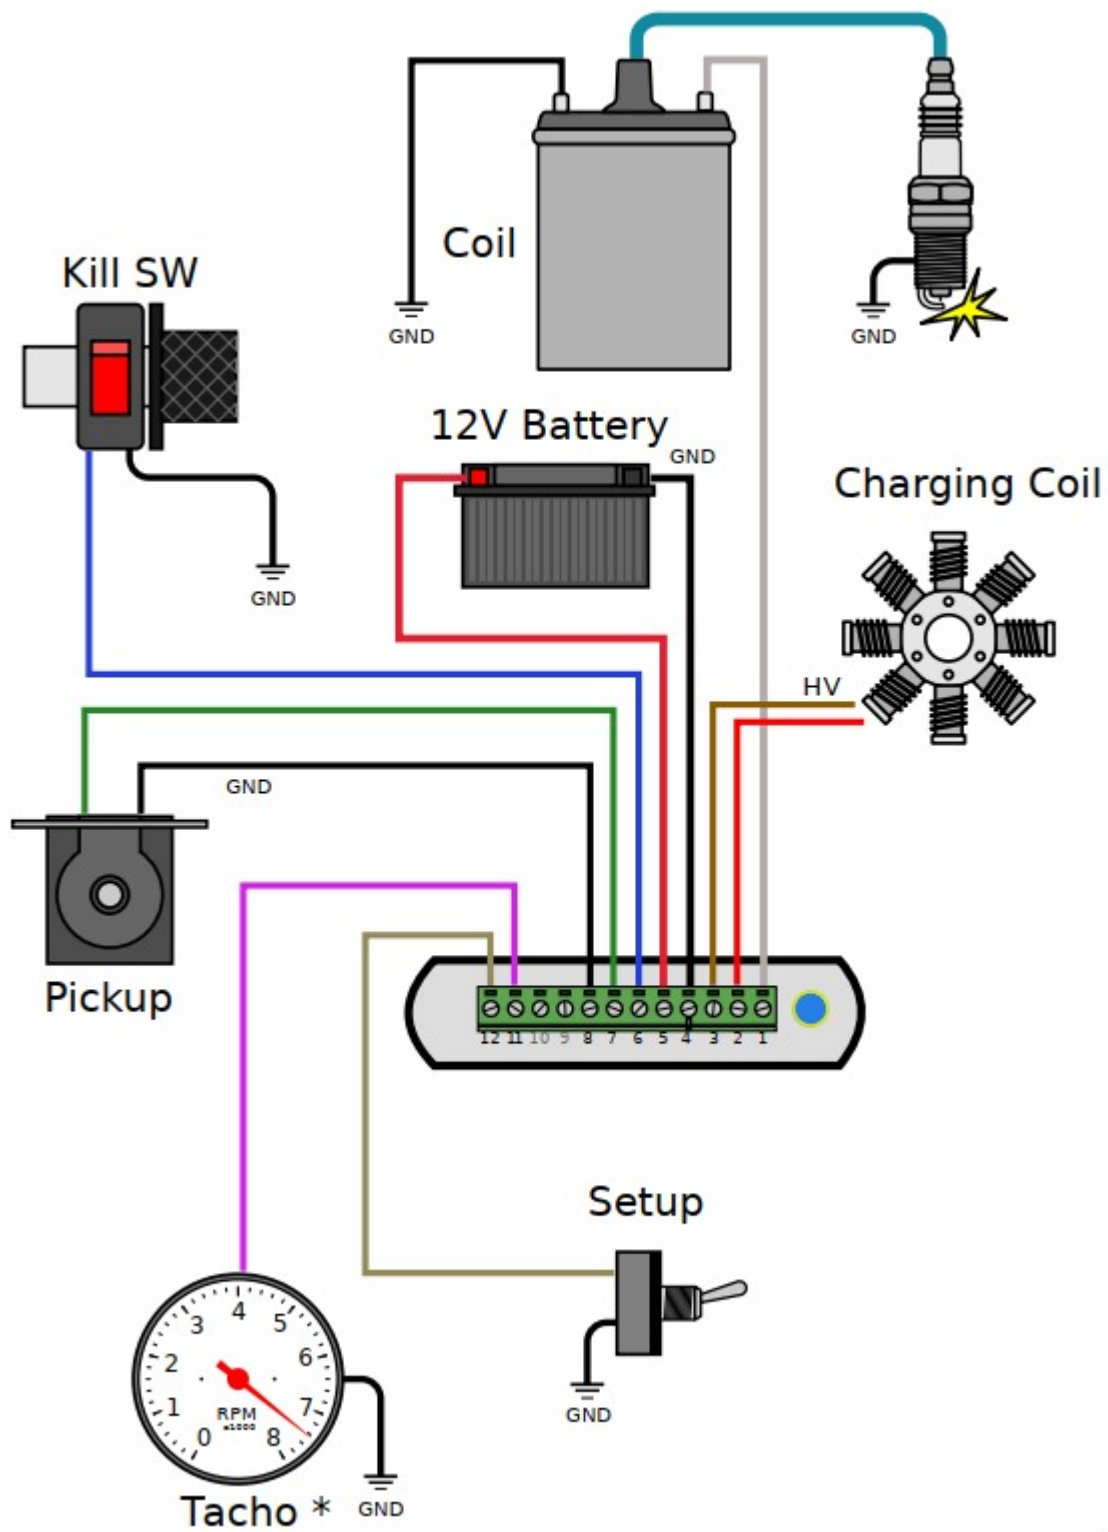 Coil
Kill SW
GND
GND
12V Battery
GND
Charging Coil
GND
HV
GND
Pickup
12 11 10 9 8 7 6 5 4 3 2 1
Setup
4
3 5
2 6
1 7
RPM
x1000
0 8
GND
Tacho *
GND